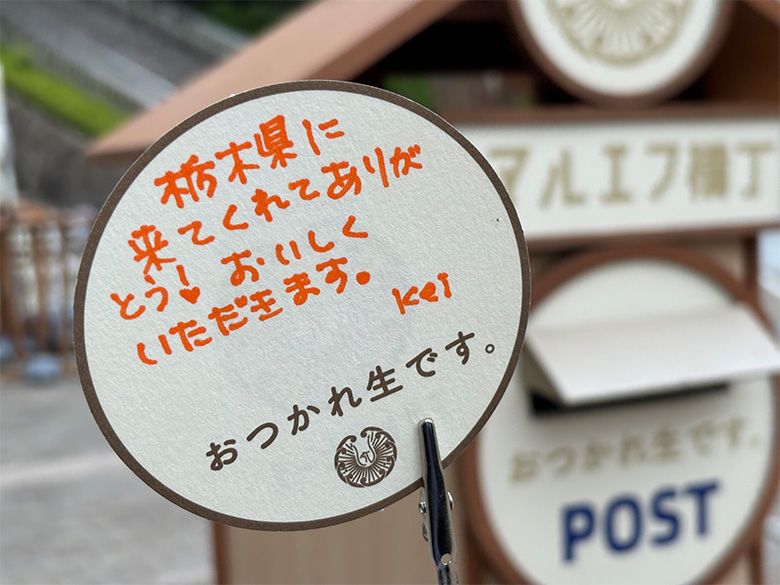 栃木県に
来てくれてありが
とう!♥おいしく
いただきます。
Kei
おつかれ生です。
マルエフ横丁
おつかれ生です。
POST